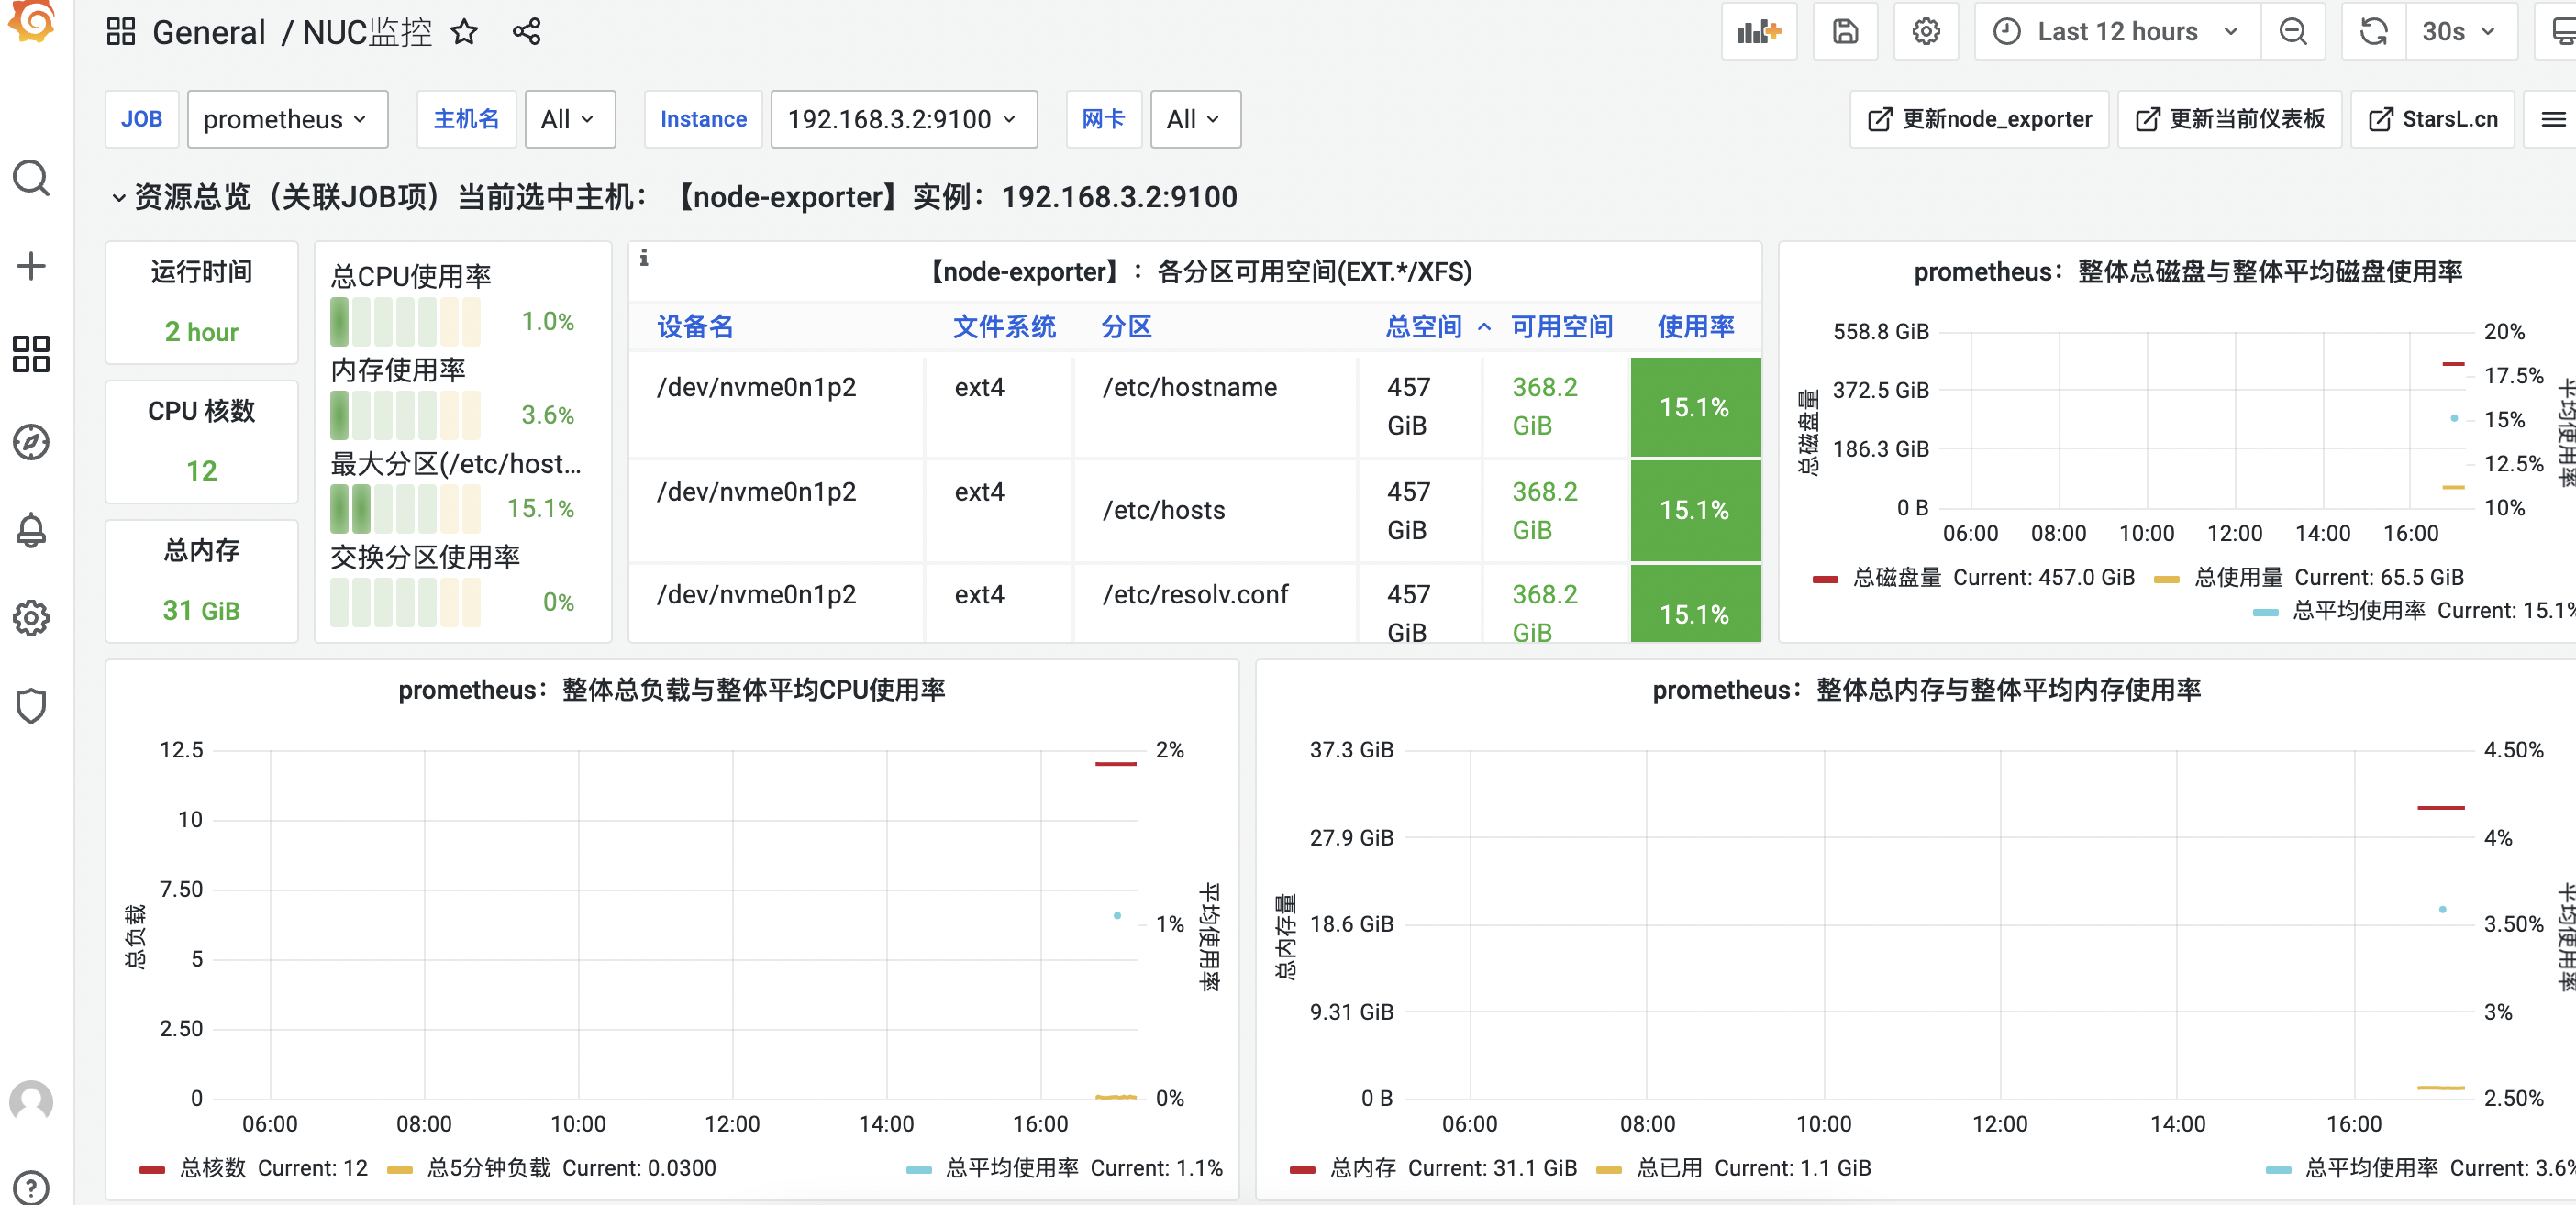 General / NUC监控
Last 12 hours
30s
JOB prometheus 主机名 All Instance 192.168.3.2:9100 网卡 All
更新node_exporter 更新当前仪表板 StarsL.cn
资源总览（关联JOB项）当前选中主机：【node-exporter】实例：192.168.3.2:9100
运行时间
2 hour
CPU 核数
12
总内存
31 GiB
总CPU使用率
1.0%
内存使用率
3.6%
最大分区(/etc/host...
15.1%
交换分区使用率
0%
【node-exporter】：各分区可用空间(EXT.*/XFS)
设备名 文件系统 分区 总空间 可用空间 使用率
/dev/nvme0n1p2 ext4 /etc/hostname 457 GiB 368.2 GiB 15.1%
/dev/nvme0n1p2 ext4 /etc/hosts 457 GiB 368.2 GiB 15.1%
/dev/nvme0n1p2 ext4 /etc/resolv.conf 457 GiB 368.2 GiB 15.1%
prometheus：整体总磁盘与整体平均磁盘使用率
总磁盘量
558.8 GiB
372.5 GiB
186.3 GiB
0 B
20%
17.5%
15%
12.5%
10%
平均使用率
06:00 08:00 10:00 12:00 14:00 16:00
总磁盘量 Current: 457.0 GiB 总使用量 Current: 65.5 GiB
总平均使用率 Current: 15.1%
prometheus：整体总负载与整体平均CPU使用率
总负载
12.5
10
7.50
5
2.50
0
2%
1%
0%
平均使用率
06:00 08:00 10:00 12:00 14:00 16:00
总核数 Current: 12 总5分钟负载 Current: 0.0300 总平均使用率 Current: 1.1%
prometheus：整体总内存与整体平均内存使用率
总内存量
37.3 GiB
27.9 GiB
18.6 GiB
9.31 GiB
0 B
4.50%
4%
3.50%
3%
2.50%
平均使用率
06:00 08:00 10:00 12:00 14:00 16:00
总内存 Current: 31.1 GiB 总已用 Current: 1.1 GiB 总平均使用率 Current: 3.6%